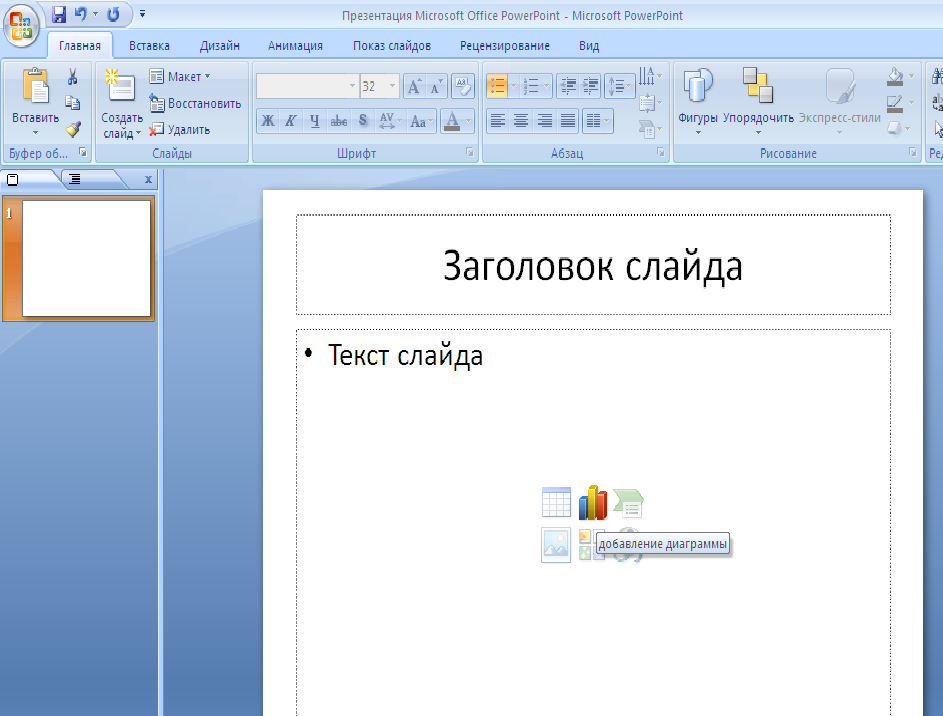 Презентация Microsoft Office PowerPoint - Microsoft PowerPoint
Главная Вставка Дизайн Анимация Показ слайдов Рецензирование Вид
Вставить
Создать слайд
Макет
Восстановить
Удалить
32
Ж К Ч abc S AV Aa A
Фигуры Упорядочить Экспресс-стили
Буфер об... Слайды Шрифт Абзац Рисование
1
Заголовок слайда
• Текст слайда
добавление диаграммы